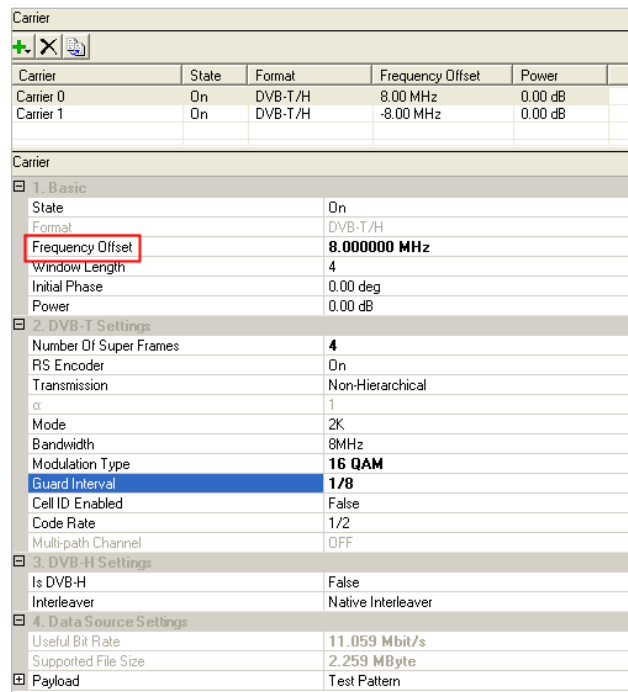 Carrier
Carrier State Format Frequency Offset Power
Carrier 0 On DVB-T/H 8.00 MHz 0.00 dB
Carrier 1 On DVB-T/H -8.00 MHz 0.00 dB
Carrier
1. Basic
State On
Format DVB-T/H
Frequency Offset 8.000000 MHz
Window Length 4
Initial Phase 0.00 deg
Power 0.00 dB
2. DVB-T Settings
Number Of Super Frames 4
RS Encoder On
Transmission Non-Hierarchical
α 1
Mode 2K
Bandwidth 8MHz
Modulation Type 16 QAM
Guard Interval 1/8
Cell ID Enabled False
Code Rate 1/2
Multi-path Channel OFF
3. DVB-H Settings
Is DVB-H False
Interleaver Native Interleaver
4. Data Source Settings
Useful Bit Rate 11.059 Mbit/s
Supported File Size 2.259 MByte
Payload Test Pattern